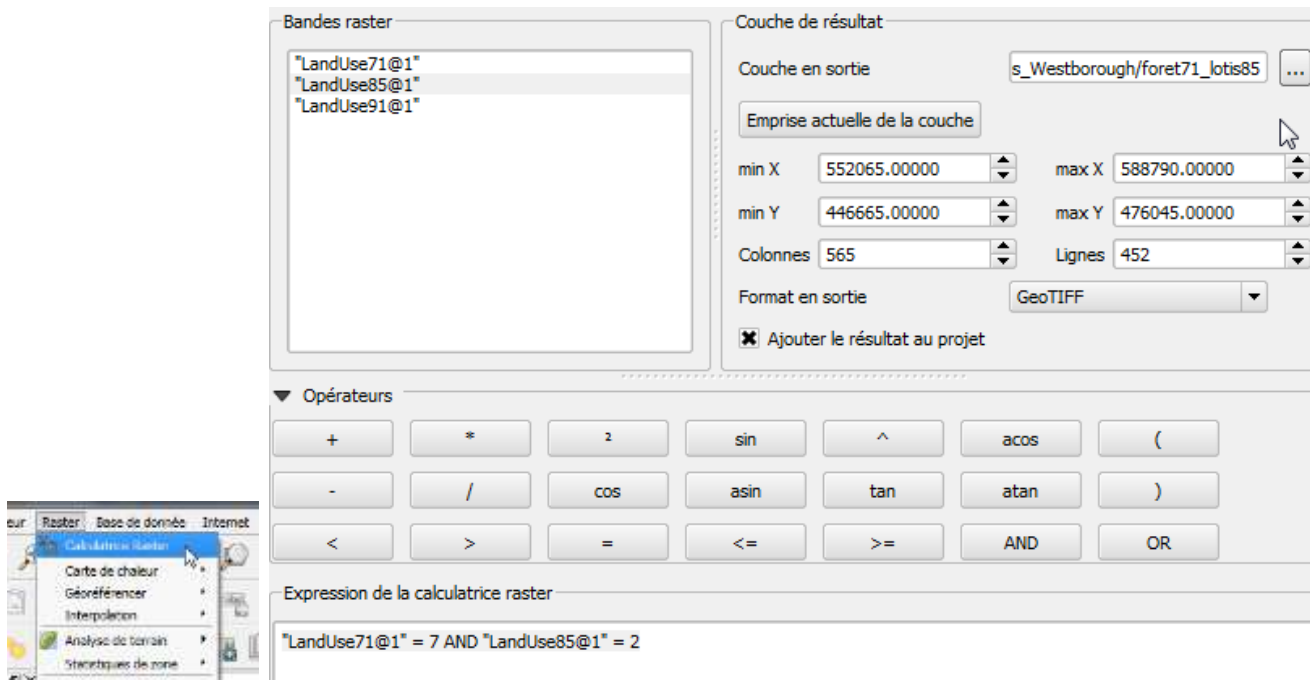 Bandes raster
"LandUse71@1"
"LandUse85@1"
"LandUse91@1"
Couche de résultat
Couche en sortie s_Westborough/foret71_lotis85 ...
Emprise actuelle de la couche
min X 552065.00000 max X 588790.00000
min Y 446665.00000 max Y 476045.00000
Colonnes 565 Lignes 452
Format en sortie GeoTIFF
Ajouter le résultat au projet
Opérateurs
+ * ² sin ^ acos (
- / cos asin tan atan )
< > = <= >= AND OR
Expression de la calculatrice raster
"LandUse71@1" = 7 AND "LandUse85@1" = 2
eur Raster Base de donnée Internet
Calculatrice Raster
Carte de chaleur
Géoréférencer
Interpolation
Analyse de terrain
Statistiques de zone